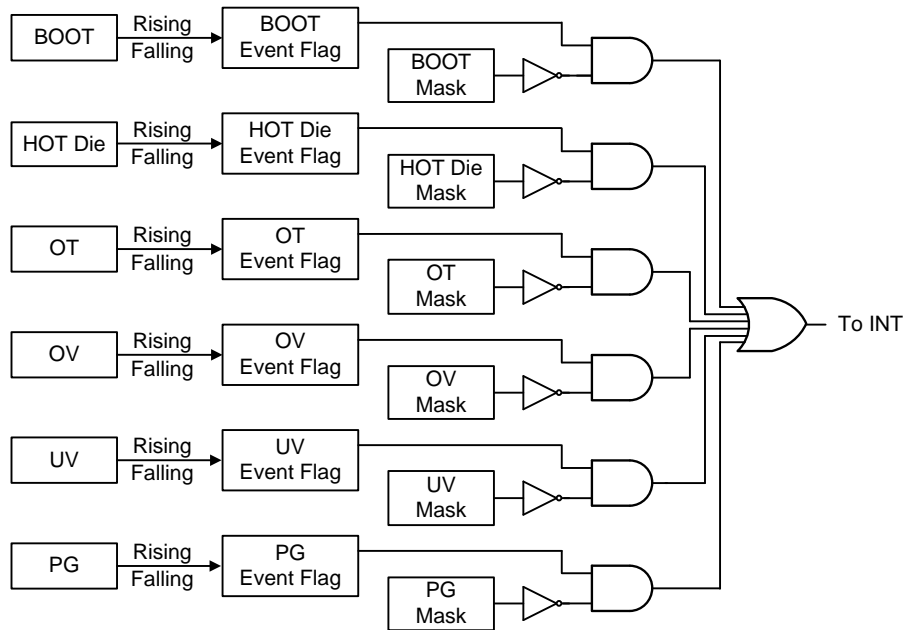 BOOT
Rising
Falling
BOOT
Event Flag
BOOT
Mask
HOT Die
Rising
Falling
HOT Die
Event Flag
HOT Die
Mask
OT
Rising
Falling
OT
Event Flag
OT
Mask
To INT
OV
Rising
Falling
OV
Event Flag
OV
Mask
UV
Rising
Falling
UV
Event Flag
UV
Mask
PG
Rising
Falling
PG
Event Flag
PG
Mask